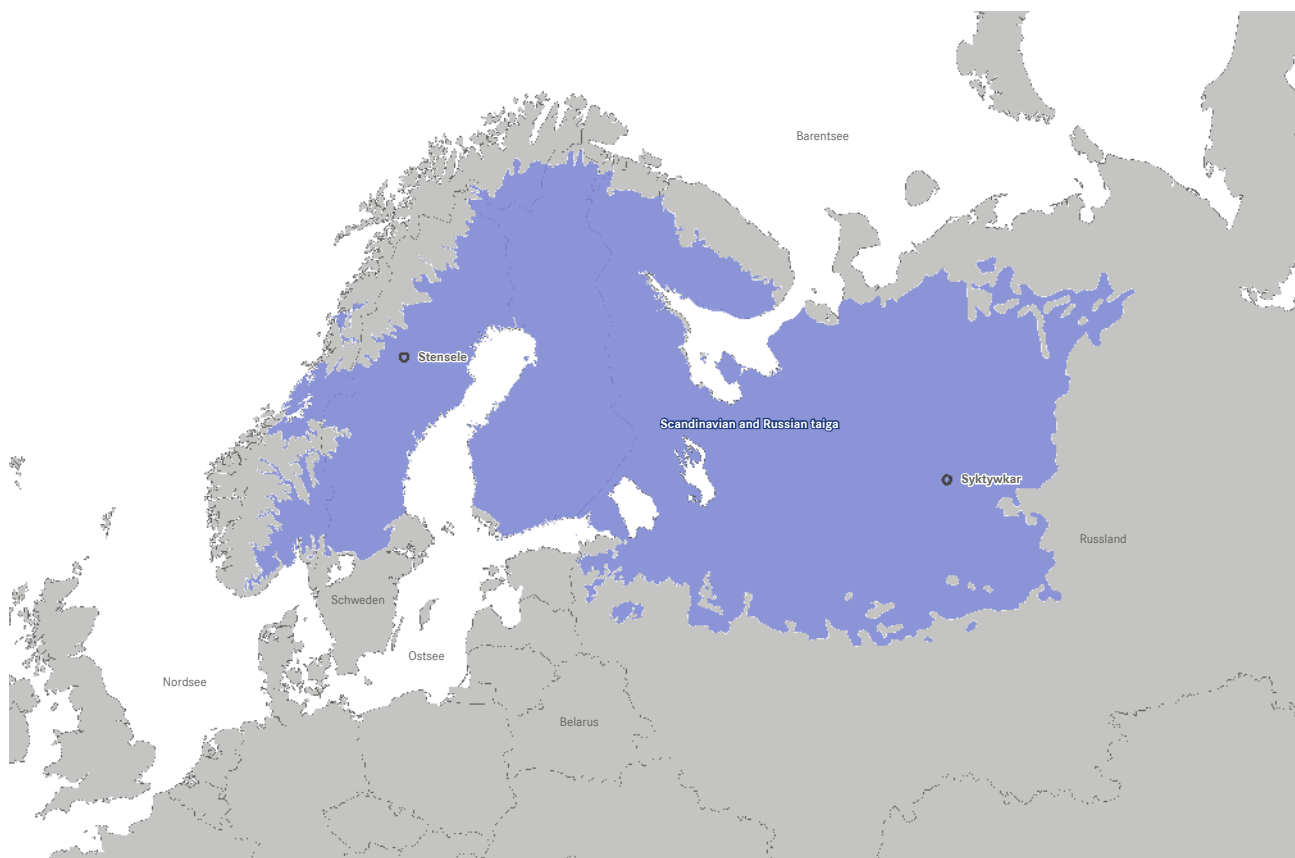 Barentsee
Stensele
Scandinavian and Russian taiga
Syktywkar
Russland
Schweden
Ostsee
Nordsee
Belarus